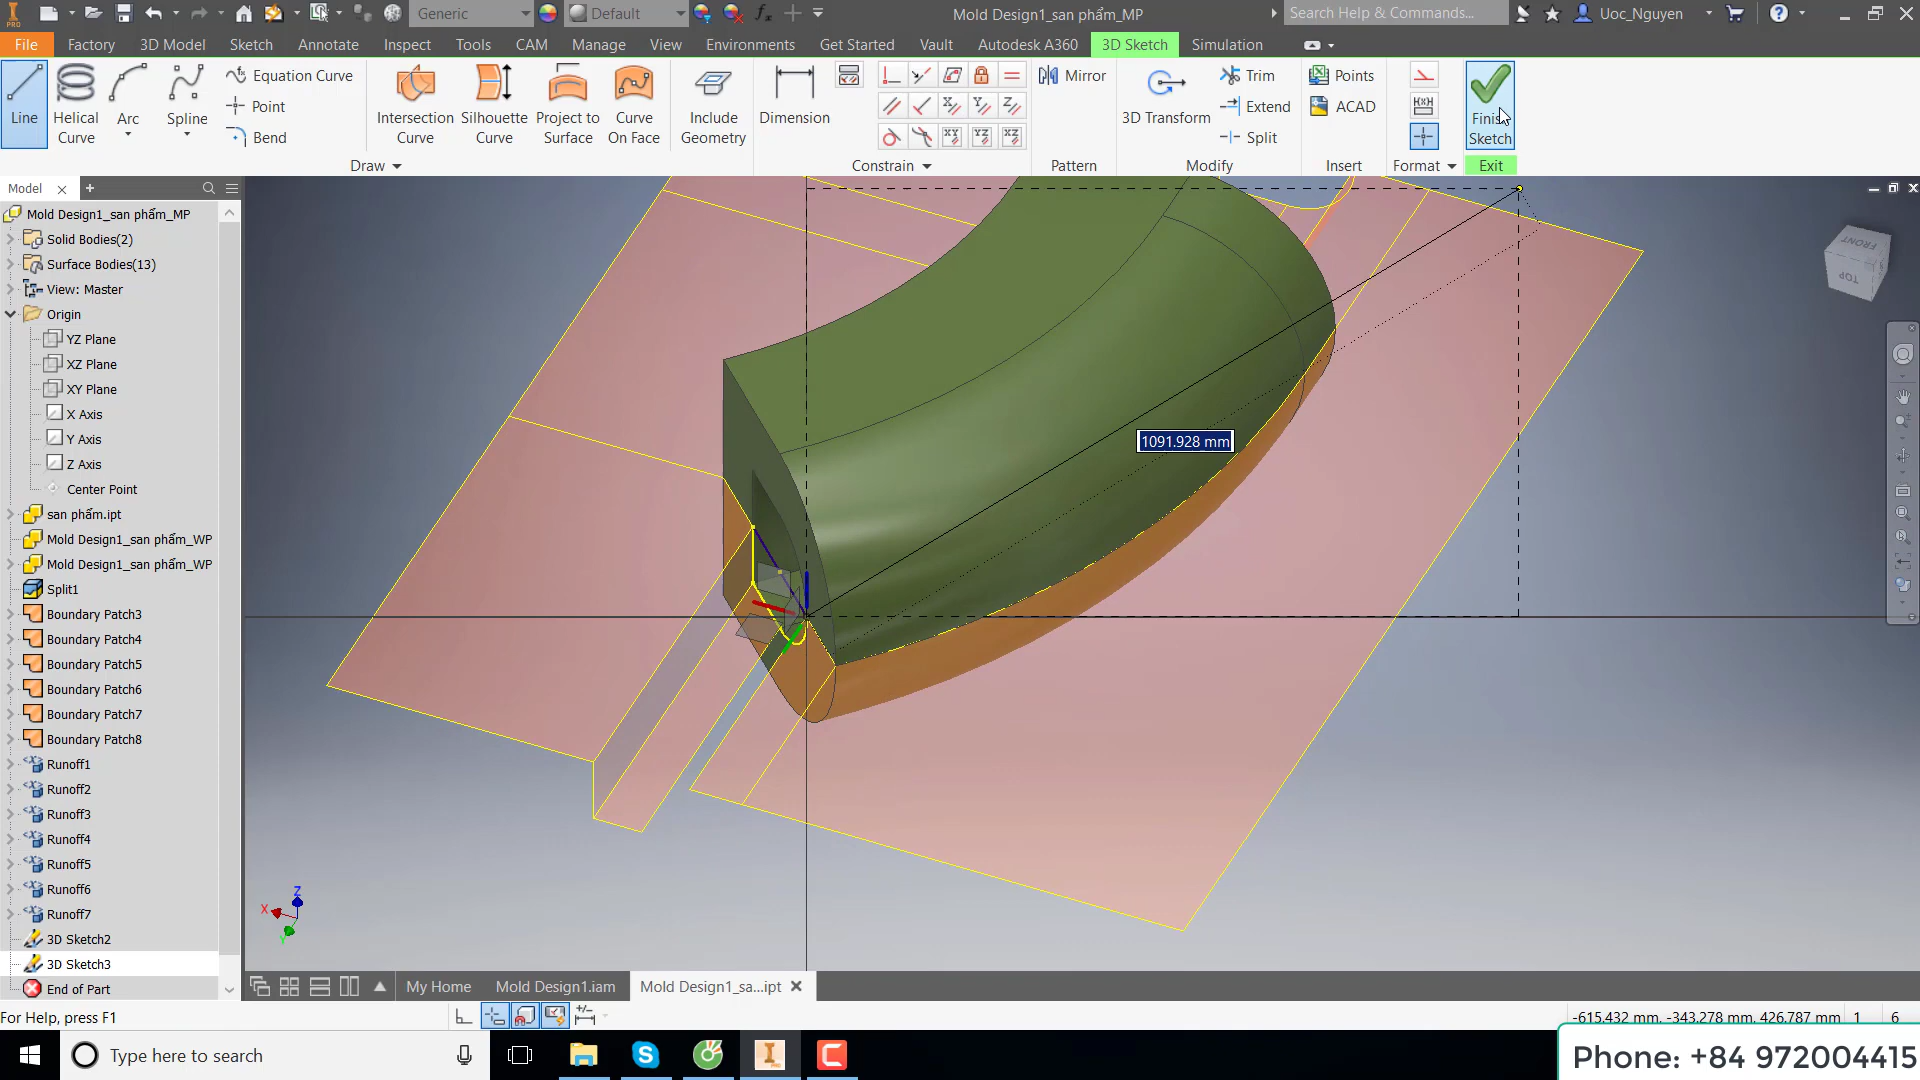 PRO
Generic
Default
Mold Design1_san phẩm_MP
Search Help & Commands...
Uoc_Nguyen
File
Factory
3D Model
Sketch
Annotate
Inspect
Tools
CAM
Manage
View
Environments
Get Started
Vault
Autodesk A360
3D Sketch
Simulation
Line
Helical
Curve
Arc
Spline
Equation Curve
Point
Bend
Intersection
Curve
Silhouette
Curve
Project to
Surface
Curve
On Face
Include
Geometry
Dimension
Mirror
3D Transform
Trim
Extend
Split
Points
ACAD
Finish
Sketch
Draw
Constrain
Pattern
Modify
Insert
Format
Exit
Model
Mold Design1_san phẩm_MP
Solid Bodies(2)
Surface Bodies(13)
View: Master
Origin
YZ Plane
XZ Plane
XY Plane
X Axis
Y Axis
Z Axis
Center Point
san phẩm.ipt
Mold Design1_san phẩm_WP
Mold Design1_san phẩm_WP
Split1
Boundary Patch3
Boundary Patch4
Boundary Patch5
Boundary Patch6
Boundary Patch7
Boundary Patch8
Runoff1
Runoff2
Runoff3
Runoff4
Runoff5
Runoff6
Runoff7
3D Sketch2
3D Sketch3
End of Part
1091.928 mm
FRONT
TOP
Z
X
Y
My Home
Mold Design1.iam
Mold Design1_sa...ipt
For Help, press F1
-615.432 mm, -343.278 mm, 426.787 mm
1
6
Type here to search
Phone: +84 972004415